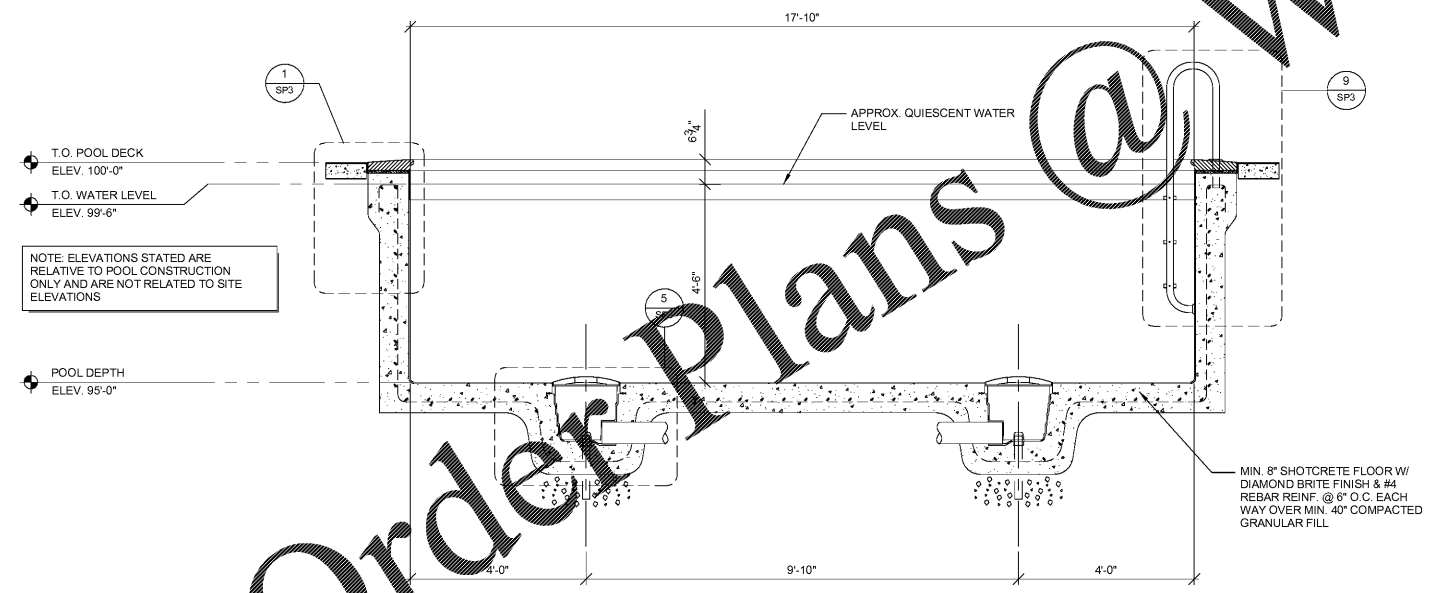 17'-10"
1
SP3
9
SP3
APPROX. QUIESCENT WATER
LEVEL
6 3/4"
T.O. POOL DECK
ELEV. 100'-0"
T.O. WATER LEVEL
ELEV. 99'-6"
NOTE: ELEVATIONS STATED ARE
RELATIVE TO POOL CONSTRUCTION
ONLY AND ARE NOT RELATED TO SITE
ELEVATIONS
4'-6"
5
POOL DEPTH
ELEV. 95'-0"
MIN. 8" SHOTCRETE FLOOR W/
DIAMOND BRITE FINISH & #4
REBAR REINF. @ 6" O.C. EACH
WAY OVER MIN. 40" COMPACTED
GRANULAR FILL
4'-0"
9'-10"
4'-0"
Order Plans @ W